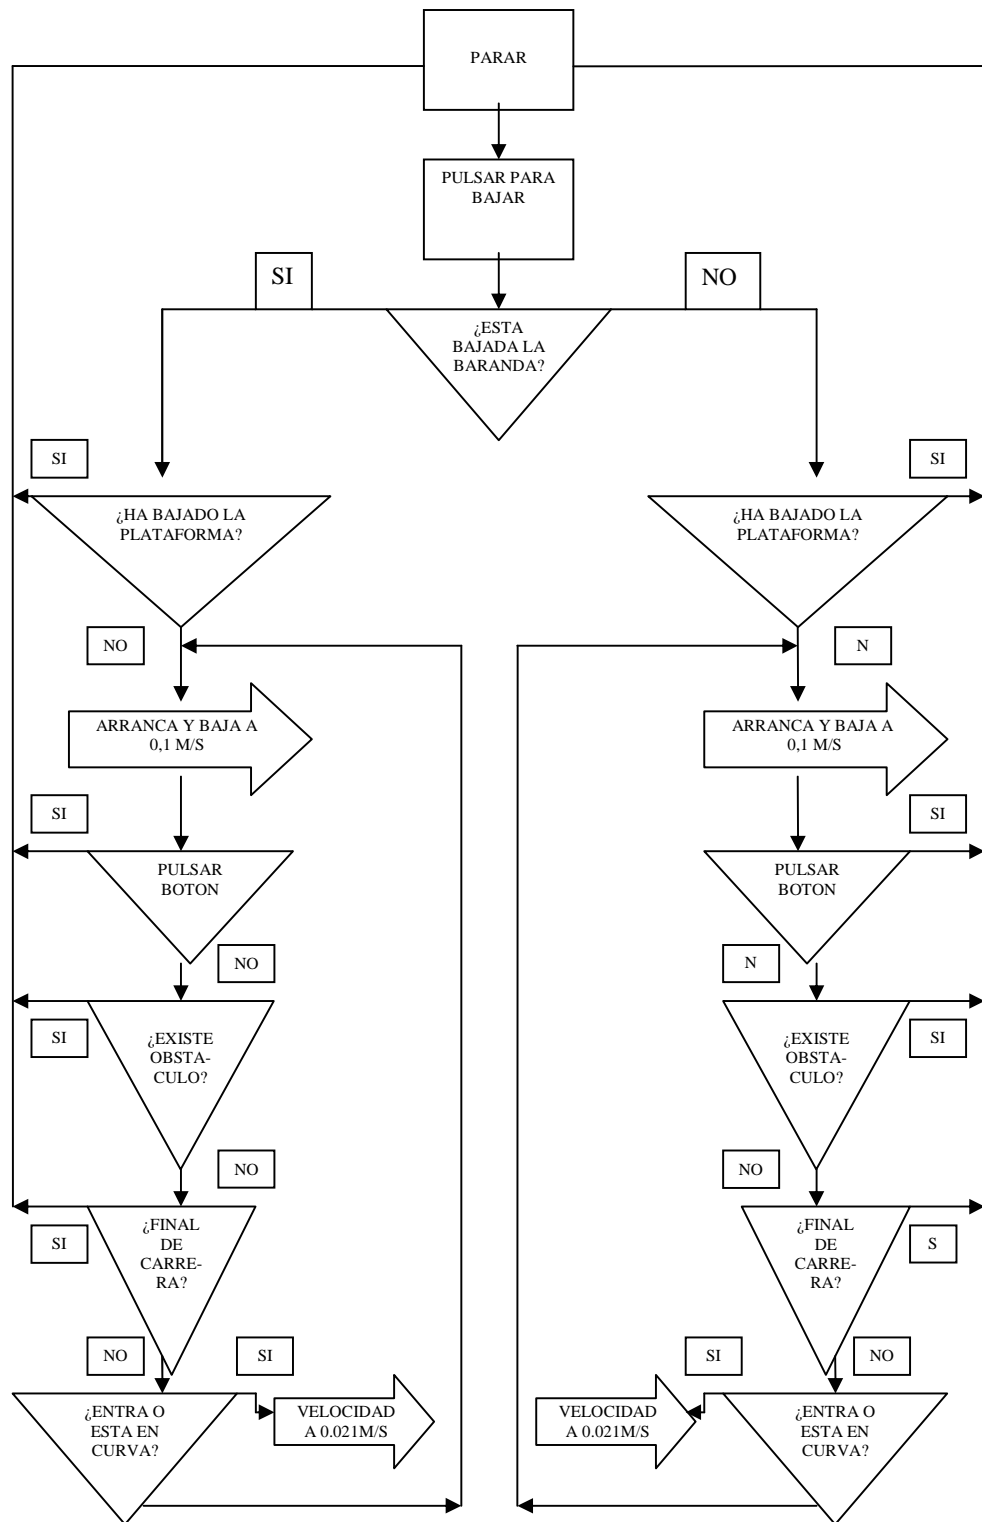 PARAR
PULSAR PARA
BAJAR
SI
NO
¿ESTA
BAJADA LA
BARANDA?
SI
SI
¿HA BAJADO LA
PLATAFORMA?
¿HA BAJADO LA
PLATAFORMA?
NO
N
ARRANCA Y BAJA A
0,1 M/S
ARRANCA Y BAJA A
0,1 M/S
SI
SI
PULSAR
BOTON
PULSAR
BOTON
NO
N
SI
¿EXISTE
OBSTA-
CULO?
¿EXISTE
OBSTA-
CULO?
SI
NO
NO
SI
¿FINAL
DE
CARRE-
RA?
¿FINAL
DE
CARRE-
RA?
S
NO
SI
SI
NO
¿ENTRA O
ESTA EN
CURVA?
VELOCIDAD
A 0.021M/S
VELOCIDAD
A 0.021M/S
¿ENTRA O
ESTA EN
CURVA?